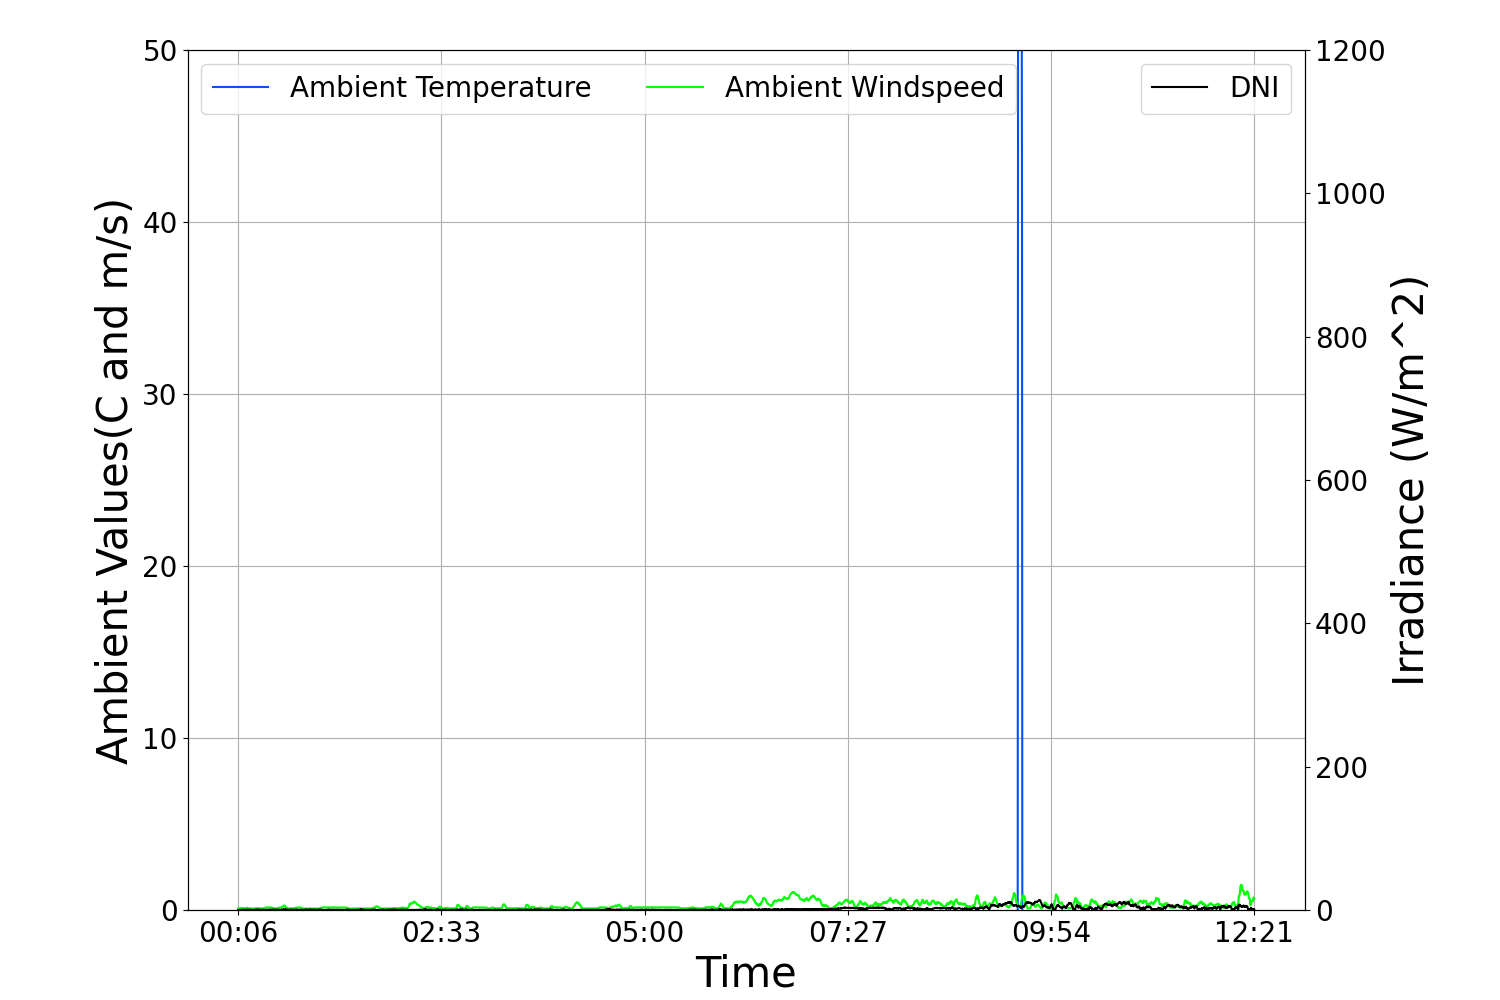 Ambient Temperature
Ambient Windspeed
DNI
Ambient Values(C and m/s)
50
40
30
20
10
0
1200
1000
800
600
400
200
0
Irradiance (W/m^2)
00:06 02:33 05:00 07:27 09:54 12:21
Time